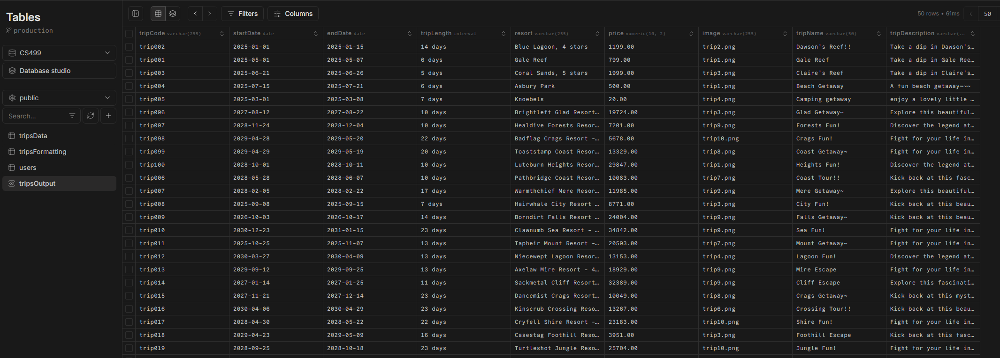 Tables
production
CS499
Database studio
public
Search...
tripsData
tripsFormatting
users
tripsOutput
Filters
Columns
50 rows • 61ms
50
tripCode varchar(255) startDate date endDate date tripLength interval resort varchar(255) price numeric(10, 2) image varchar(255) tripName varchar(50) tripDescription varchar(...
trip002 2025-01-01 2025-01-15 14 days Blue Lagoon, 4 stars 1199.00 trip2.png Dawson's Reef!! Take a dip in Dawson's…
trip001 2025-05-01 2025-05-07 6 days Gale Reef 799.00 trip1.png Gale Reef Take a dip in Gale Ree…
trip003 2025-06-21 2025-06-26 5 days Coral Sands, 5 stars 1999.00 trip3.png Claire's Reef Take a dip in Claire's…
trip004 2025-07-15 2025-07-21 6 days Asbury Park 500.00 trip1.png Beach Getaway A fun beach getaway~~~
trip005 2025-03-01 2025-03-08 7 days Knoebels 20.00 trip4.png Camping getaway enjoy a lovely little …
trip096 2027-08-12 2027-08-22 10 days Brightleft Glad Resort… 19724.00 trip3.png Glad Getaway~ Explore this beautiful…
trip097 2028-11-24 2028-12-04 10 days Healdive Forests Resor… 7201.00 trip9.png Forests Fun! Discover the legend at…
trip098 2029-04-28 2029-05-20 22 days Badflag Crags Resort -… 5678.00 trip10.png Crags Fun! Fight for your life in…
trip099 2029-04-29 2029-05-19 20 days Toaststamp Coast Resor… 13329.00 trip8.png Coast Getaway~ Fight for your life in…
trip100 2028-10-01 2028-10-11 10 days Luteburn Heights Resor… 29847.00 trip1.png Heights Fun! Discover the legend at…
trip006 2028-05-28 2028-06-07 10 days Pathbridge Coast Resor… 10083.00 trip7.png Coast Tour!! Kick back at this fasc…
trip007 2028-02-05 2028-02-22 17 days Warmthchief Mere Resor… 11985.00 trip9.png Mere Getaway~ Explore this beautiful…
trip008 2025-09-08 2025-09-15 7 days Hairwhale City Resort … 8771.00 trip3.png City Fun! Kick back at this beau…
trip009 2026-10-03 2026-10-17 14 days Borndirt Falls Resort … 24004.00 trip9.png Falls Getaway~ Kick back at this beau…
trip010 2030-12-23 2031-01-15 23 days Clawnumb Sea Resort - … 34842.00 trip9.png Sea Fun! Fight for your life in…
trip011 2025-10-25 2025-11-07 13 days Tapheir Mount Resort -… 20593.00 trip7.png Mount Getaway~ Fight for your life in…
trip012 2030-03-27 2030-04-09 13 days Niecewept Lagoon Resor… 13153.00 trip4.png Lagoon Fun! Discover the legend at…
trip013 2029-09-12 2029-09-25 13 days Axelaw Mire Resort - 4… 18929.00 trip9.png Mire Escape Fight for your life in…
trip014 2027-01-14 2027-01-25 11 days Sackmetal Cliff Resort… 32389.00 trip9.png Cliff Escape Explore this fascinati…
trip015 2027-11-21 2027-12-14 23 days Dancemist Crags Resort… 10049.00 trip8.png Crags Getaway~ Kick back at this myst…
trip016 2030-04-06 2030-04-29 23 days Kinscrub Crossing Reso… 13267.00 trip6.png Crossing Tour!! Kick back at this beau…
trip017 2028-04-30 2028-05-22 22 days Cryfell Shire Resort -… 23183.00 trip10.png Shire Fun! Fight for your life in…
trip018 2029-04-23 2029-05-09 16 days Casestag Foothill Reso… 3951.00 trip3.png Foothill Escape Kick back at this fasc…
trip019 2028-09-25 2028-10-18 23 days Turtleshot Jungle Reso… 25704.00 trip10.png Jungle Fun! Fight for your life in…